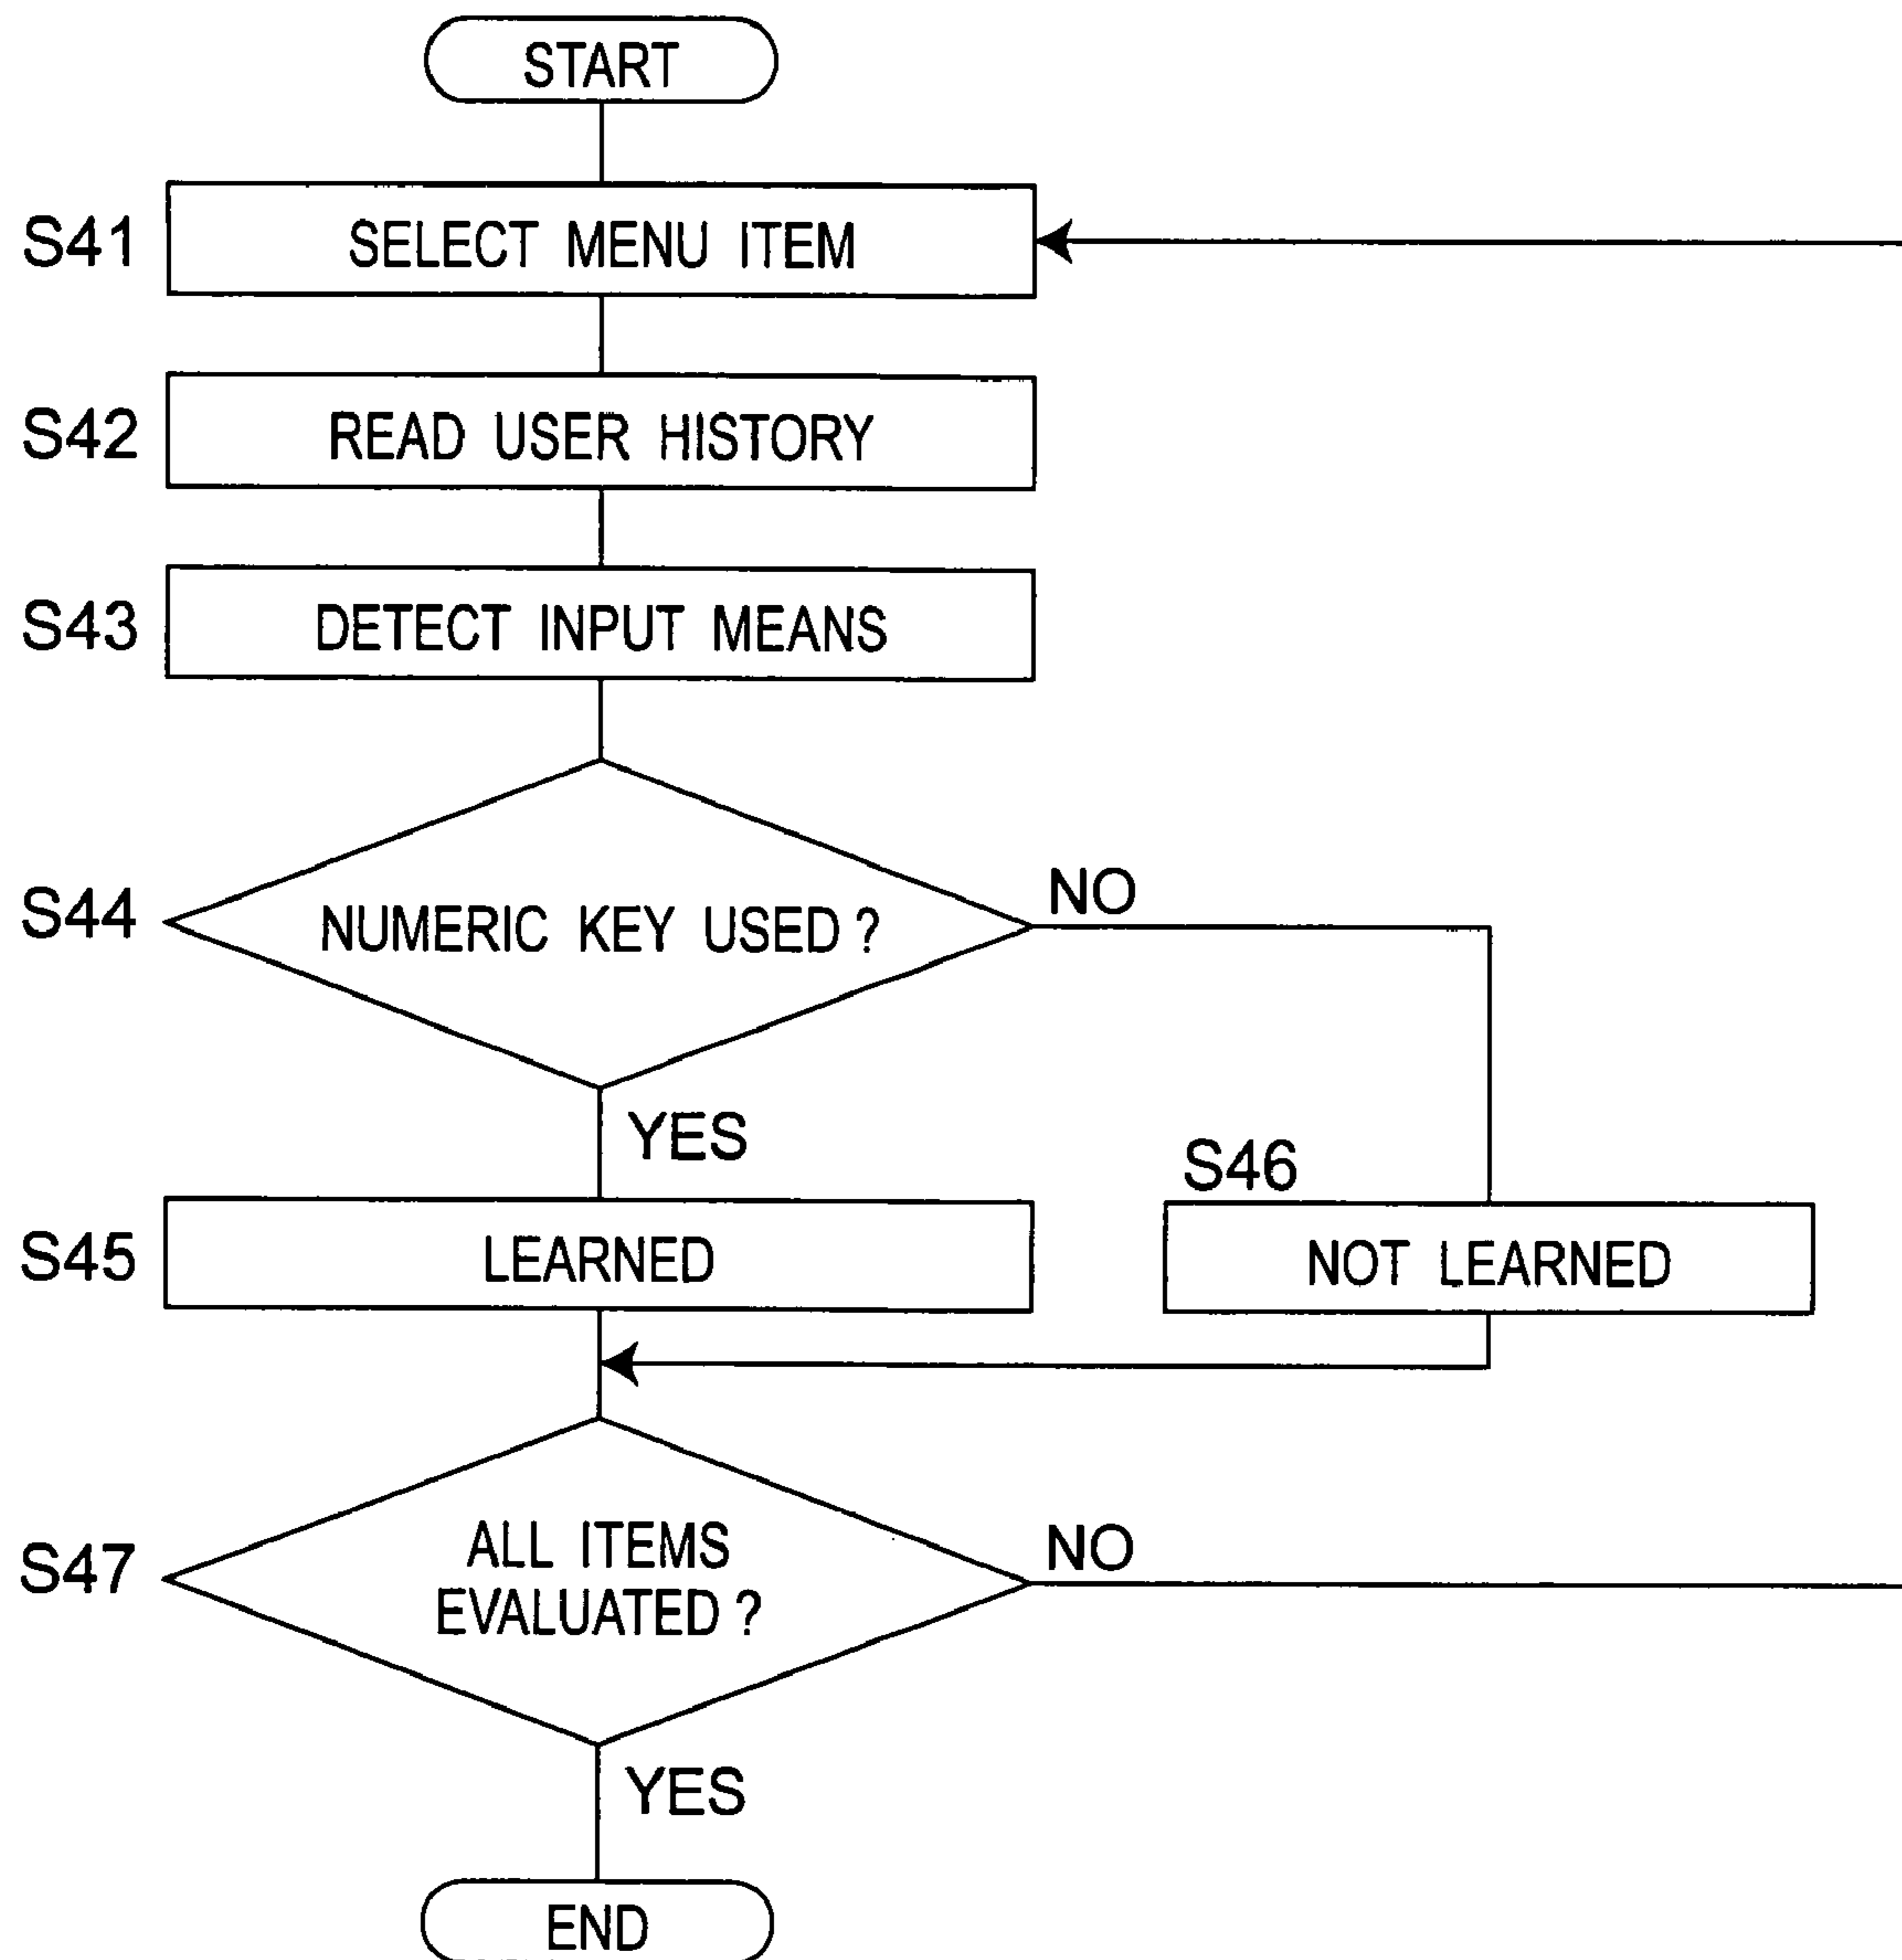 START
S41
SELECT MENU ITEM
S42
READ USER HISTORY
S43
DETECT INPUT MEANS
S44
NUMERIC KEY USED ?
NO
YES
S45
LEARNED
S46
NOT LEARNED
S47
ALL ITEMS
EVALUATED ?
NO
YES
END